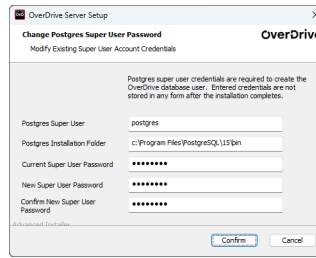 OverDrive Server Setup
Change Postgres Super User Password
Modify Existing Super User Account Credentials
OverDrive
Postgres super user credentials are required to create the
OverDrive database user. Entered credentials are not
stored in any form after the installation completes.
Postgres Super User
postgres
Postgres Installation Folder
c:\Program Files\PostgreSQL\15\bin
Current Super User Password
●●●●●●●●
New Super User Password
●●●●●●●●
Confirm New Super User
Password
●●●●●●●●
Advanced Installer
Confirm
Cancel